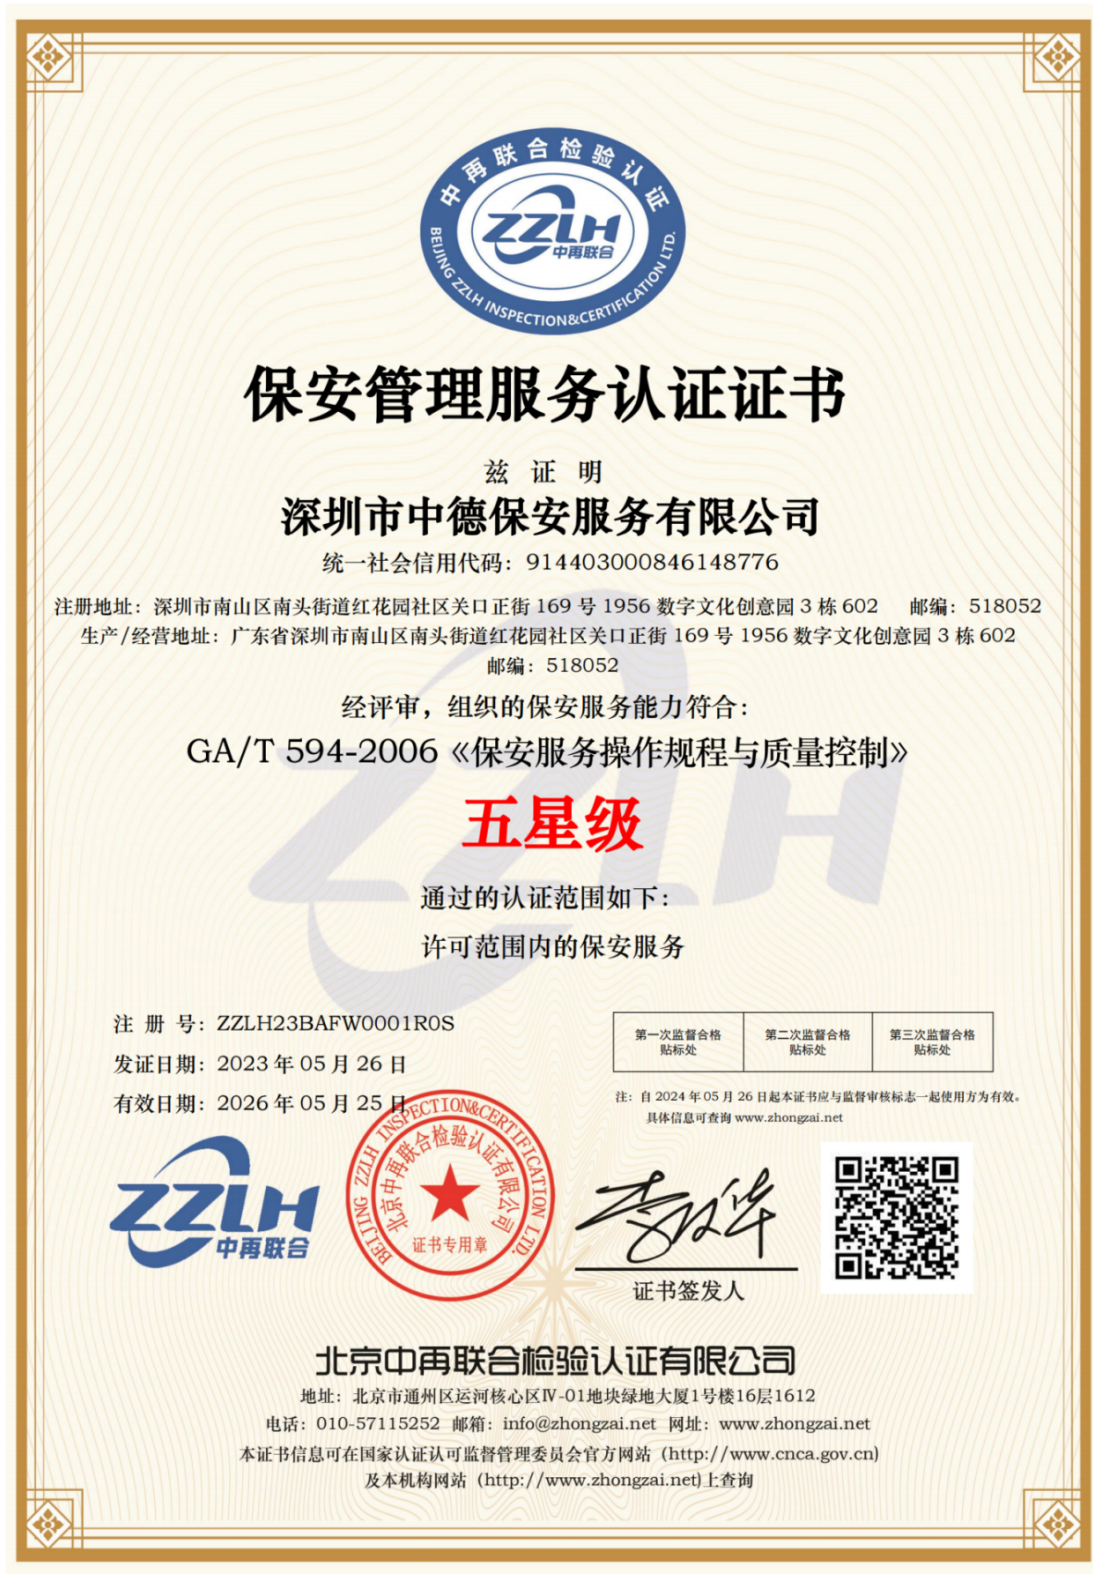 中再联合检验认证
ZZLH
中再联合
BEIJING ZZLH INSPECTION&CERTIFICATION LTD.
保安管理服务认证证书
兹 证 明
深圳市中德保安服务有限公司
统一社会信用代码：914403000846148776
注册地址：深圳市南山区南头街道红花园社区关口正街 169 号 1956 数字文化创意园 3 栋 602 邮编：518052
生产/经营地址：广东省深圳市南山区南头街道红花园社区关口正街 169 号 1956 数字文化创意园 3 栋 602
邮编：518052
经评审，组织的保安服务能力符合：
GA/T 594-2006《保安服务操作规程与质量控制》
五星级
通过的认证范围如下：
许可范围内的保安服务
注 册 号：ZZLH23BAFW0001R0S
发证日期：2023 年 05 月 26 日
有效日期：2026 年 05 月 25 日
第一次监督合格
贴标处
第二次监督合格
贴标处
第三次监督合格
贴标处
注：自 2024 年 05 月 26 日起本证书应与监督审核标志一起使用方为有效。
具体信息可查询 www.zhongzai.net
ZZLH
中再联合
BEIJING ZZLH INSPECTION&CERTIFICATION LTD.
北京中再联合检验认证有限公司
证书专用章
证书签发人
北京中再联合检验认证有限公司
地址：北京市通州区运河核心区Ⅳ-01地块绿地大厦1号楼16层1612
电话：010-57115252 邮箱：info@zhongzai.net 网址：www.zhongzai.net
本证书信息可在国家认证认可监督管理委员会官方网站（http://www.cnca.gov.cn）
及本机构网站（http://www.zhongzai.net)上查询